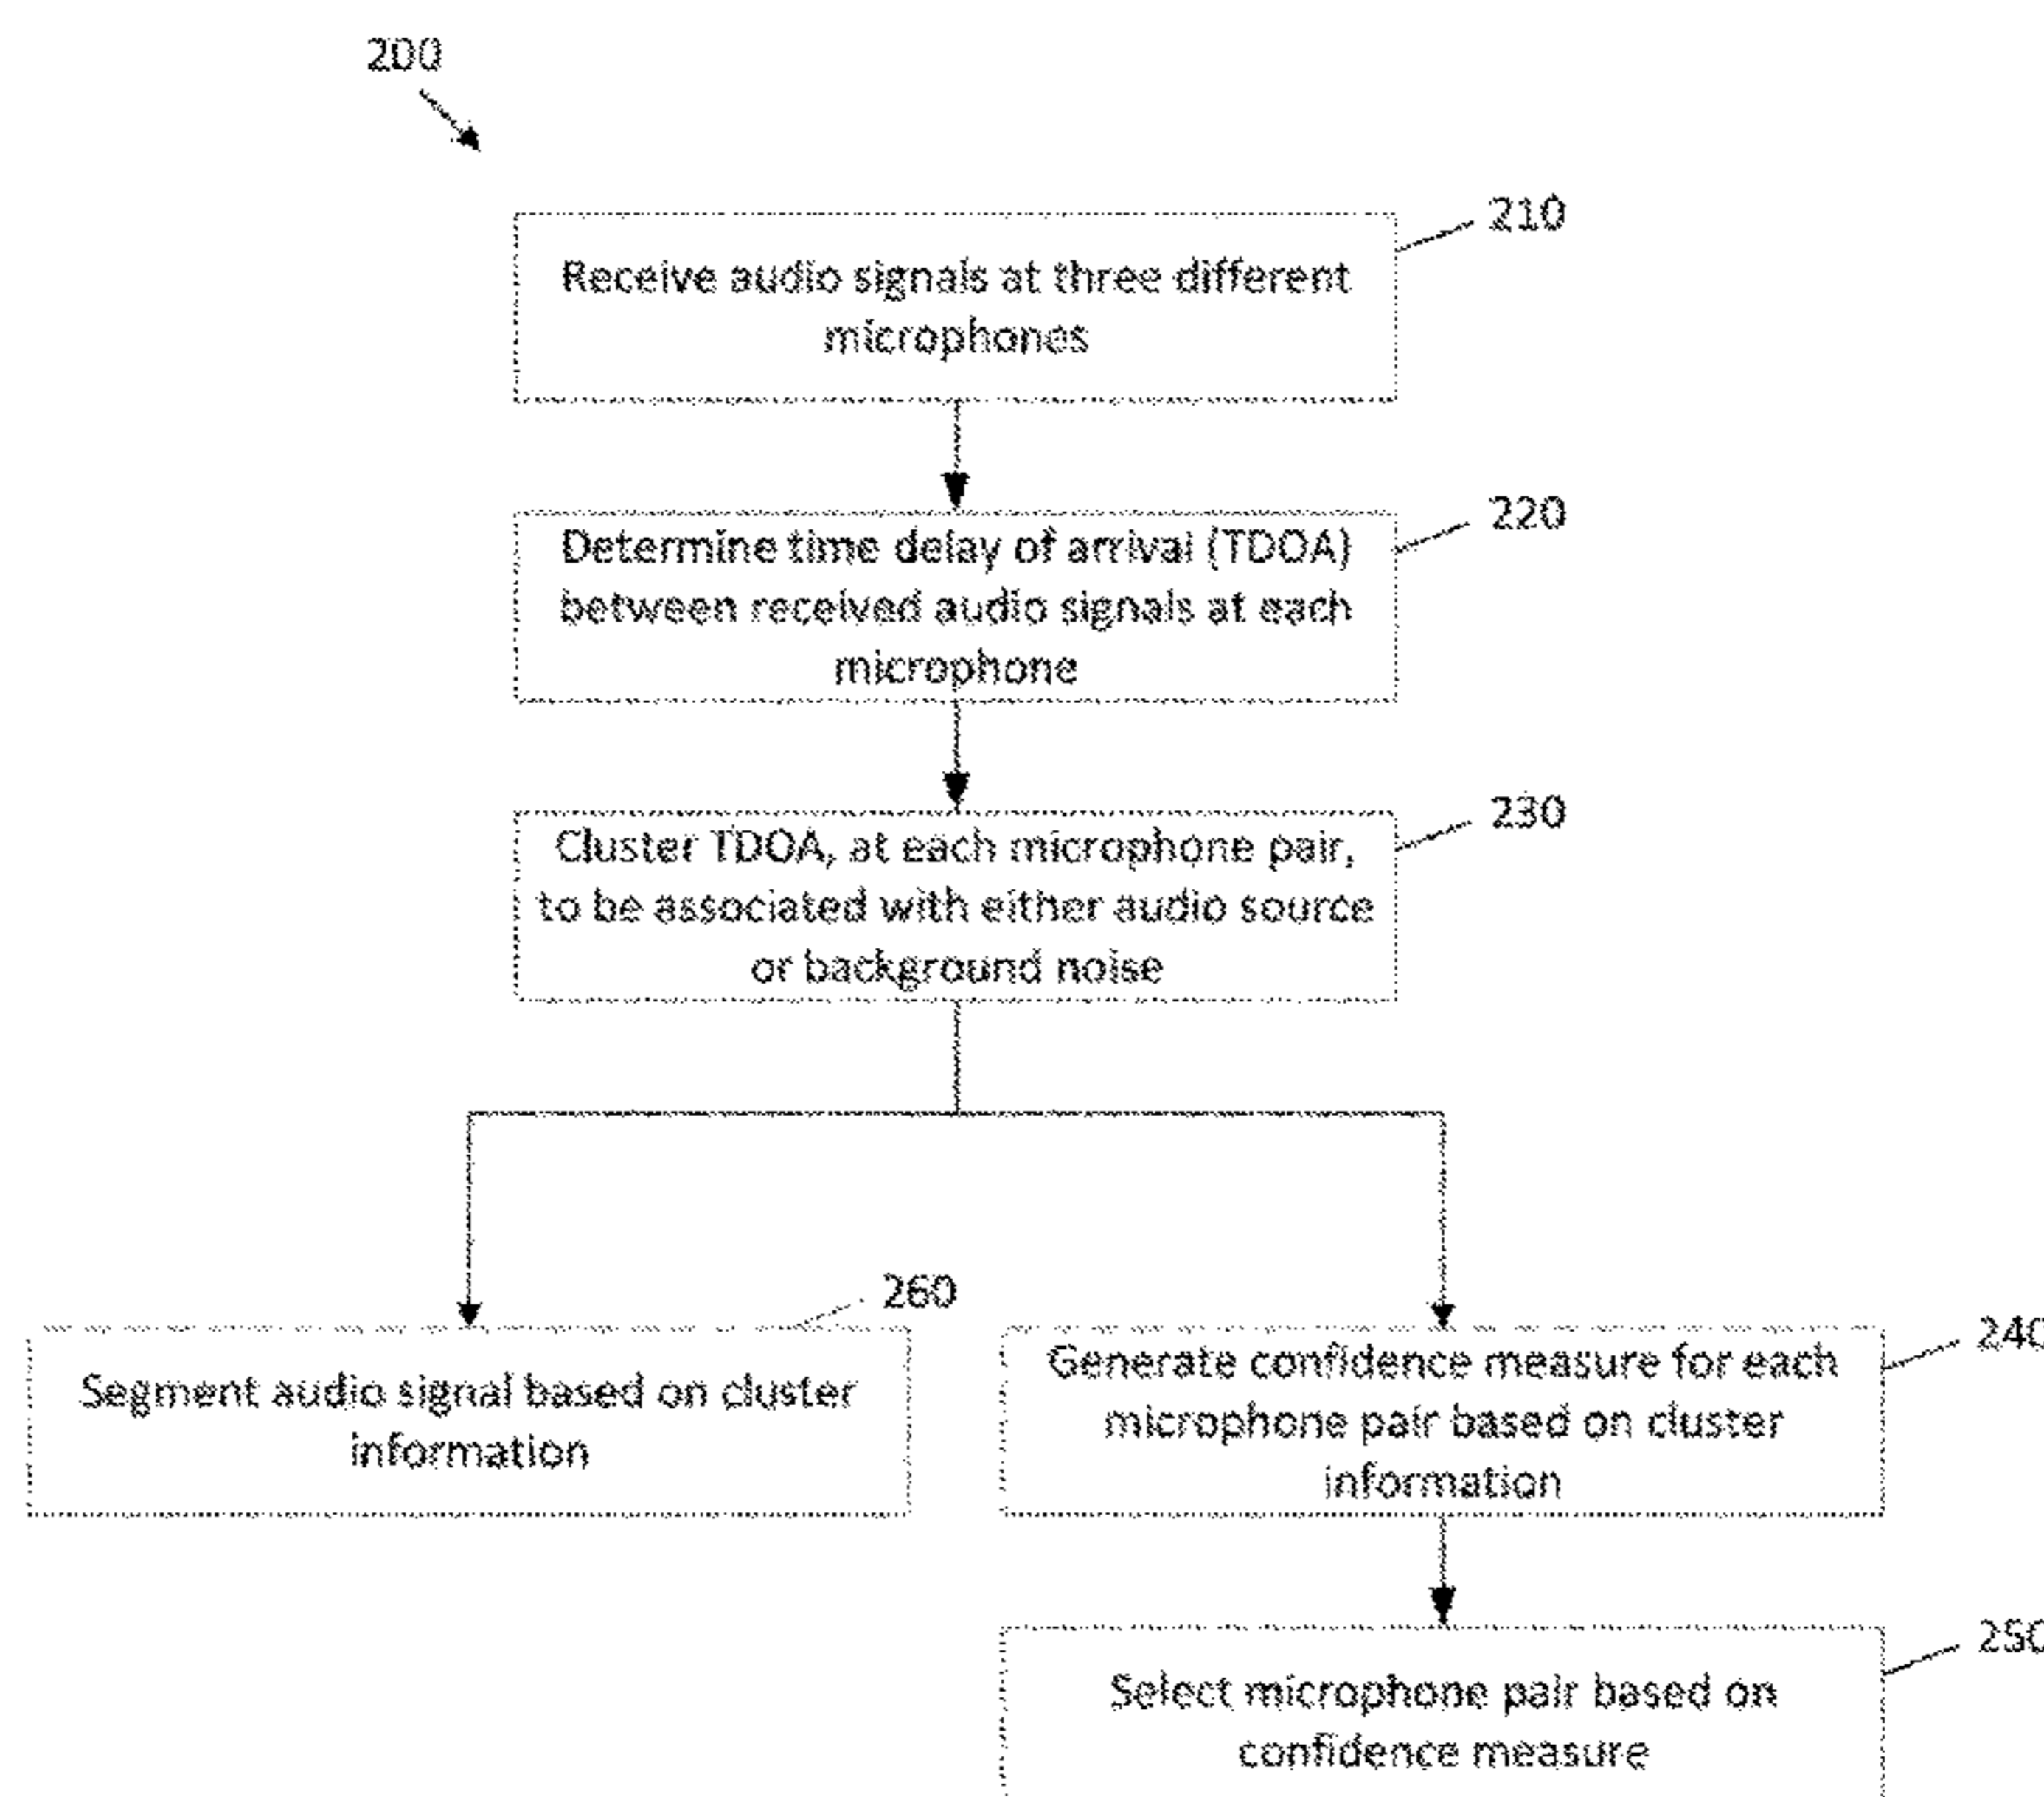 200
210
Receive audio signals at three different
microphones
220
Determine time delay of arrival (TDOA)
between received audio signals at each
microphone
230
Cluster TDOA, at each microphone pair,
to be associated with either audio source
or background noise
260
Segment audio signal based on cluster
information
240
Generate confidence measure for each
microphone pair based on cluster
information
250
Select microphone pair based on
confidence measure